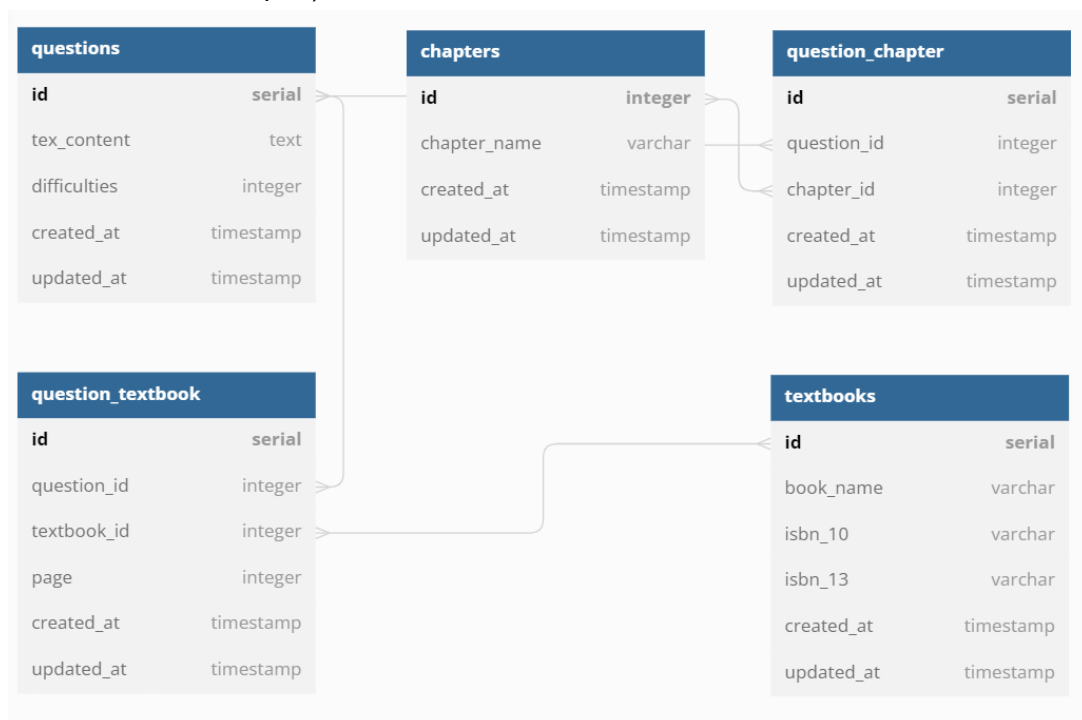 questions
id serial
tex_content text
difficulties integer
created_at timestamp
updated_at timestamp
chapters
id integer
chapter_name varchar
created_at timestamp
updated_at timestamp
question_chapter
id serial
question_id integer
chapter_id integer
created_at timestamp
updated_at timestamp
question_textbook
id serial
question_id integer
textbook_id integer
page integer
created_at timestamp
updated_at timestamp
textbooks
id serial
book_name varchar
isbn_10 varchar
isbn_13 varchar
created_at timestamp
updated_at timestamp